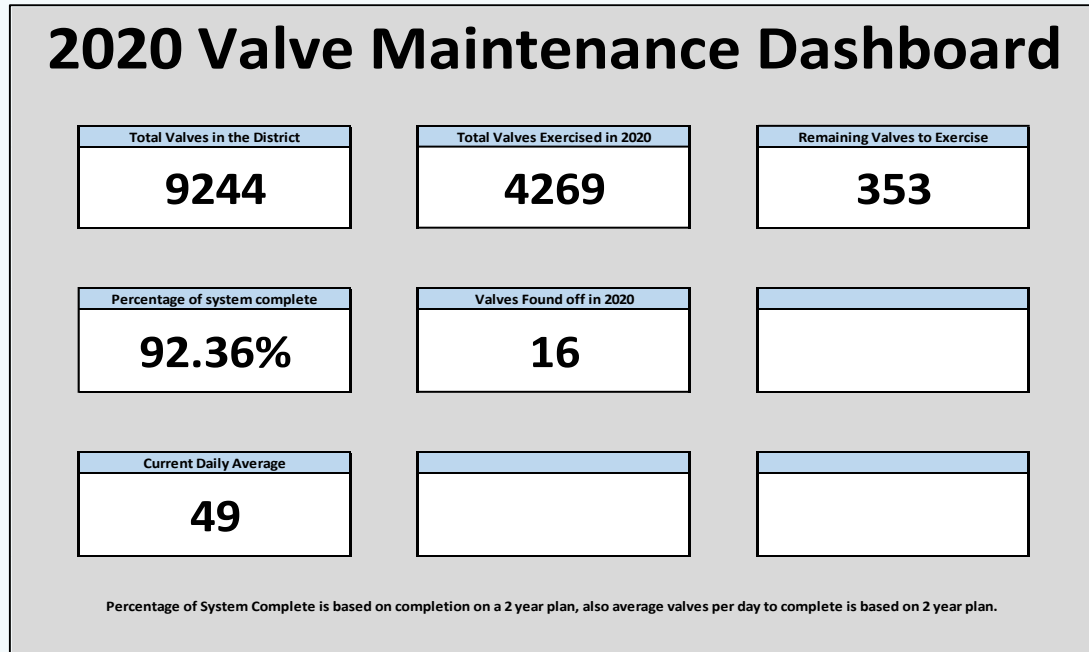 2020 Valve Maintenance Dashboard
Total Valves in the District
Total Valves Exercised in 2020
Remaining Valves to Exercise
9244
4269
353
Percentage of system complete
Valves Found off in 2020
92.36%
16
Current Daily Average
49
Percentage of System Complete is based on completion on a 2 year plan, also average valves per day to complete is based on 2 year plan.